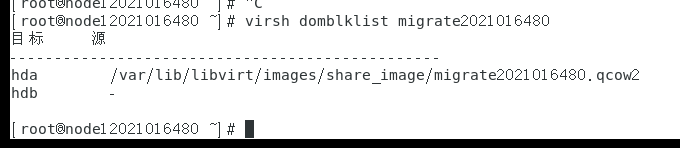 [root@node12021016480 ~]# ^C
[root@node12021016480 ~]# virsh domblklist migrate2021016480
目标 源
------------------------------------------------
hda /var/lib/libvirt/images/share_image/migrate2021016480.qcow2
hdb -
[root@node12021016480 ~]#